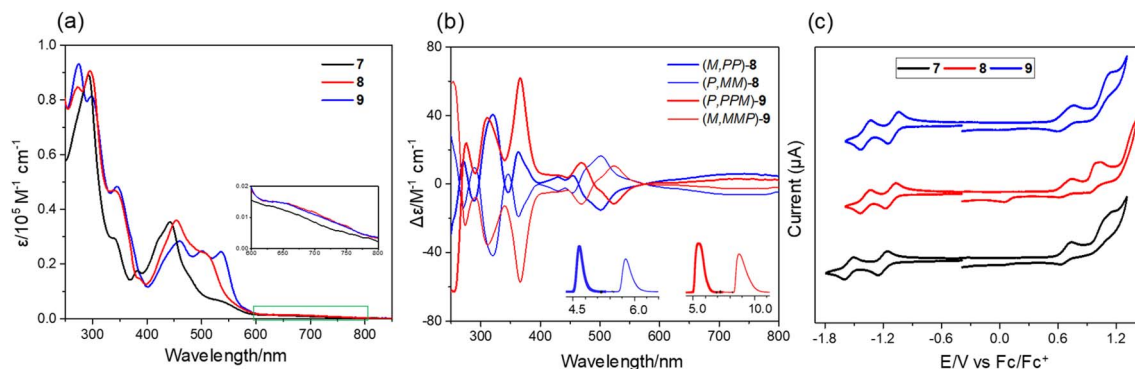 (a)
ε/10⁵ M⁻¹ cm⁻¹
1.0
0.8
0.6
0.4
0.2
0.0
7
8
9
0.02
0.01
0.00
600 650 700 750 800
300 400 500 600 700 800
Wavelength/nm
(b)
Δε/M⁻¹ cm⁻¹
80
40
0
-40
-80
(M,PP)-8
(P,MM)-8
(P,PPM)-9
(M,MMP)-9
4.5 6.0
5.0 10.0
300 400 500 600 700 800
Wavelength/nm
(c)
Current (μA)
7 8 9
-1.8 -1.2 -0.6 0.0 0.6 1.2
E/V vs Fc/Fc⁺